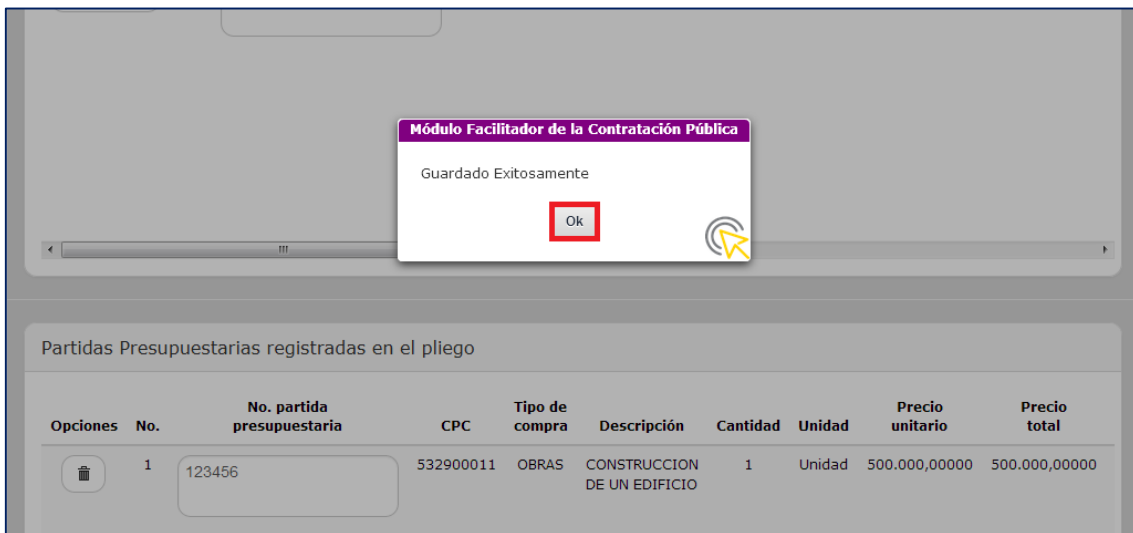 Módulo Facilitador de la Contratación Pública
Guardado Exitosamente
Ok
Partidas Presupuestarias registradas en el pliego
Opciones No. No. partida presupuestaria CPC Tipo de compra Descripción Cantidad Unidad Precio unitario Precio total
1 123456 532900011 OBRAS CONSTRUCCION DE UN EDIFICIO 1 Unidad 500.000,00000 500.000,00000